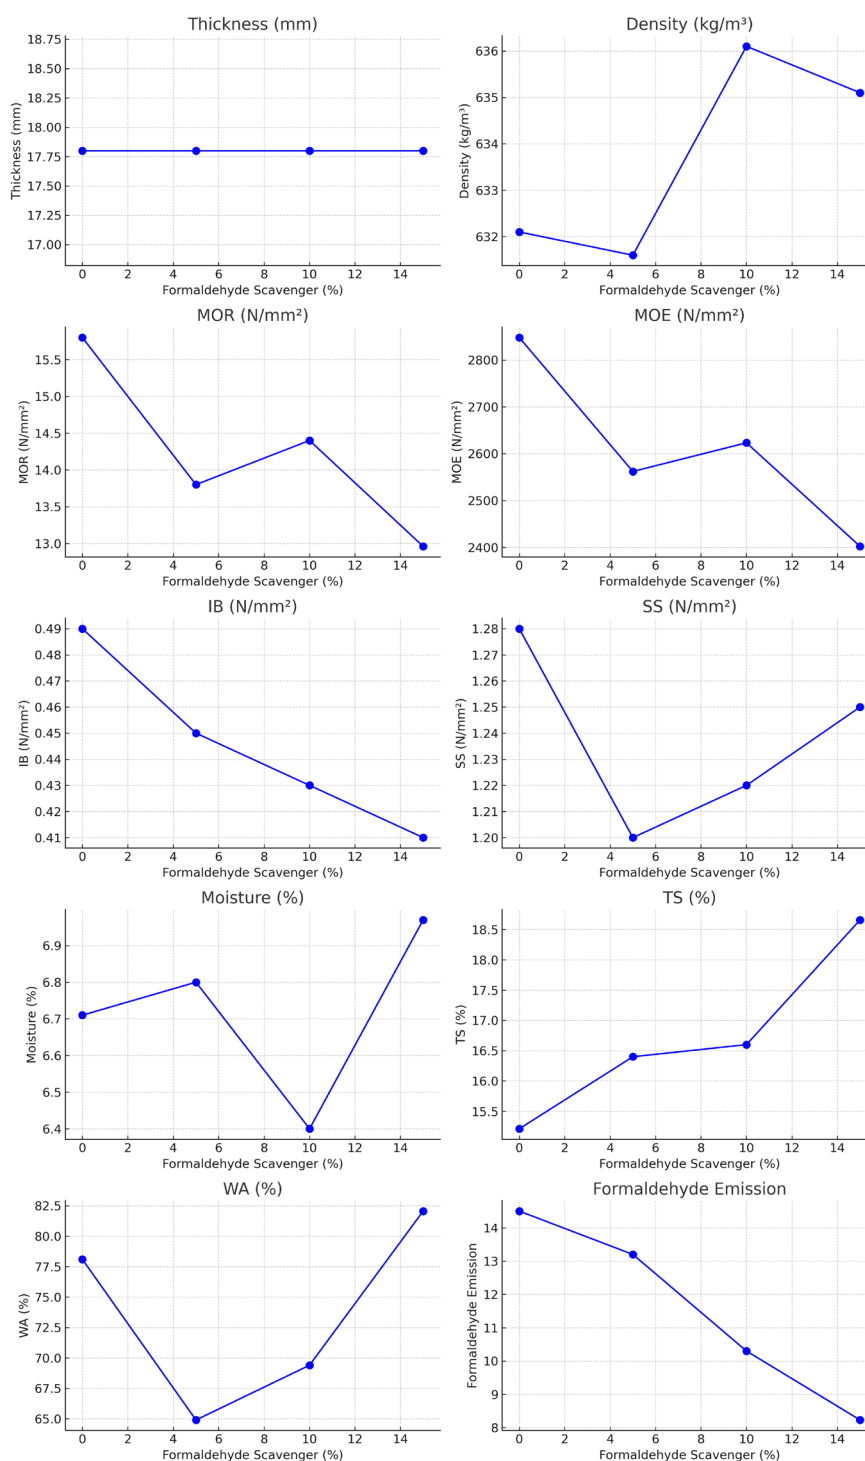 Thickness (mm)
Thickness (mm)
18.75
18.50
18.25
18.00
17.75
17.50
17.25
17.00
0 2 4 6 8 10 12 14
Formaldehyde Scavenger (%)
Density (kg/m³)
Density (kg/m³)
636
635
634
633
632
0 2 4 6 8 10 12 14
Formaldehyde Scavenger (%)
MOR (N/mm²)
MOR (N/mm²)
15.5
15.0
14.5
14.0
13.5
13.0
0 2 4 6 8 10 12 14
Formaldehyde Scavenger (%)
MOE (N/mm²)
MOE (N/mm²)
2800
2700
2600
2500
2400
0 2 4 6 8 10 12 14
Formaldehyde Scavenger (%)
IB (N/mm²)
IB (N/mm²)
0.49
0.48
0.47
0.46
0.45
0.44
0.43
0.42
0.41
0 2 4 6 8 10 12 14
Formaldehyde Scavenger (%)
SS (N/mm²)
SS (N/mm²)
1.28
1.27
1.26
1.25
1.24
1.23
1.22
1.21
1.20
0 2 4 6 8 10 12 14
Formaldehyde Scavenger (%)
Moisture (%)
Moisture (%)
6.9
6.8
6.7
6.6
6.5
6.4
0 2 4 6 8 10 12 14
Formaldehyde Scavenger (%)
TS (%)
TS (%)
18.5
18.0
17.5
17.0
16.5
16.0
15.5
0 2 4 6 8 10 12 14
Formaldehyde Scavenger (%)
WA (%)
WA (%)
82.5
80.0
77.5
75.0
72.5
70.0
67.5
65.0
0 2 4 6 8 10 12 14
Formaldehyde Scavenger (%)
Formaldehyde Emission
Formaldehyde Emission
14
13
12
11
10
9
8
0 2 4 6 8 10 12 14
Formaldehyde Scavenger (%)